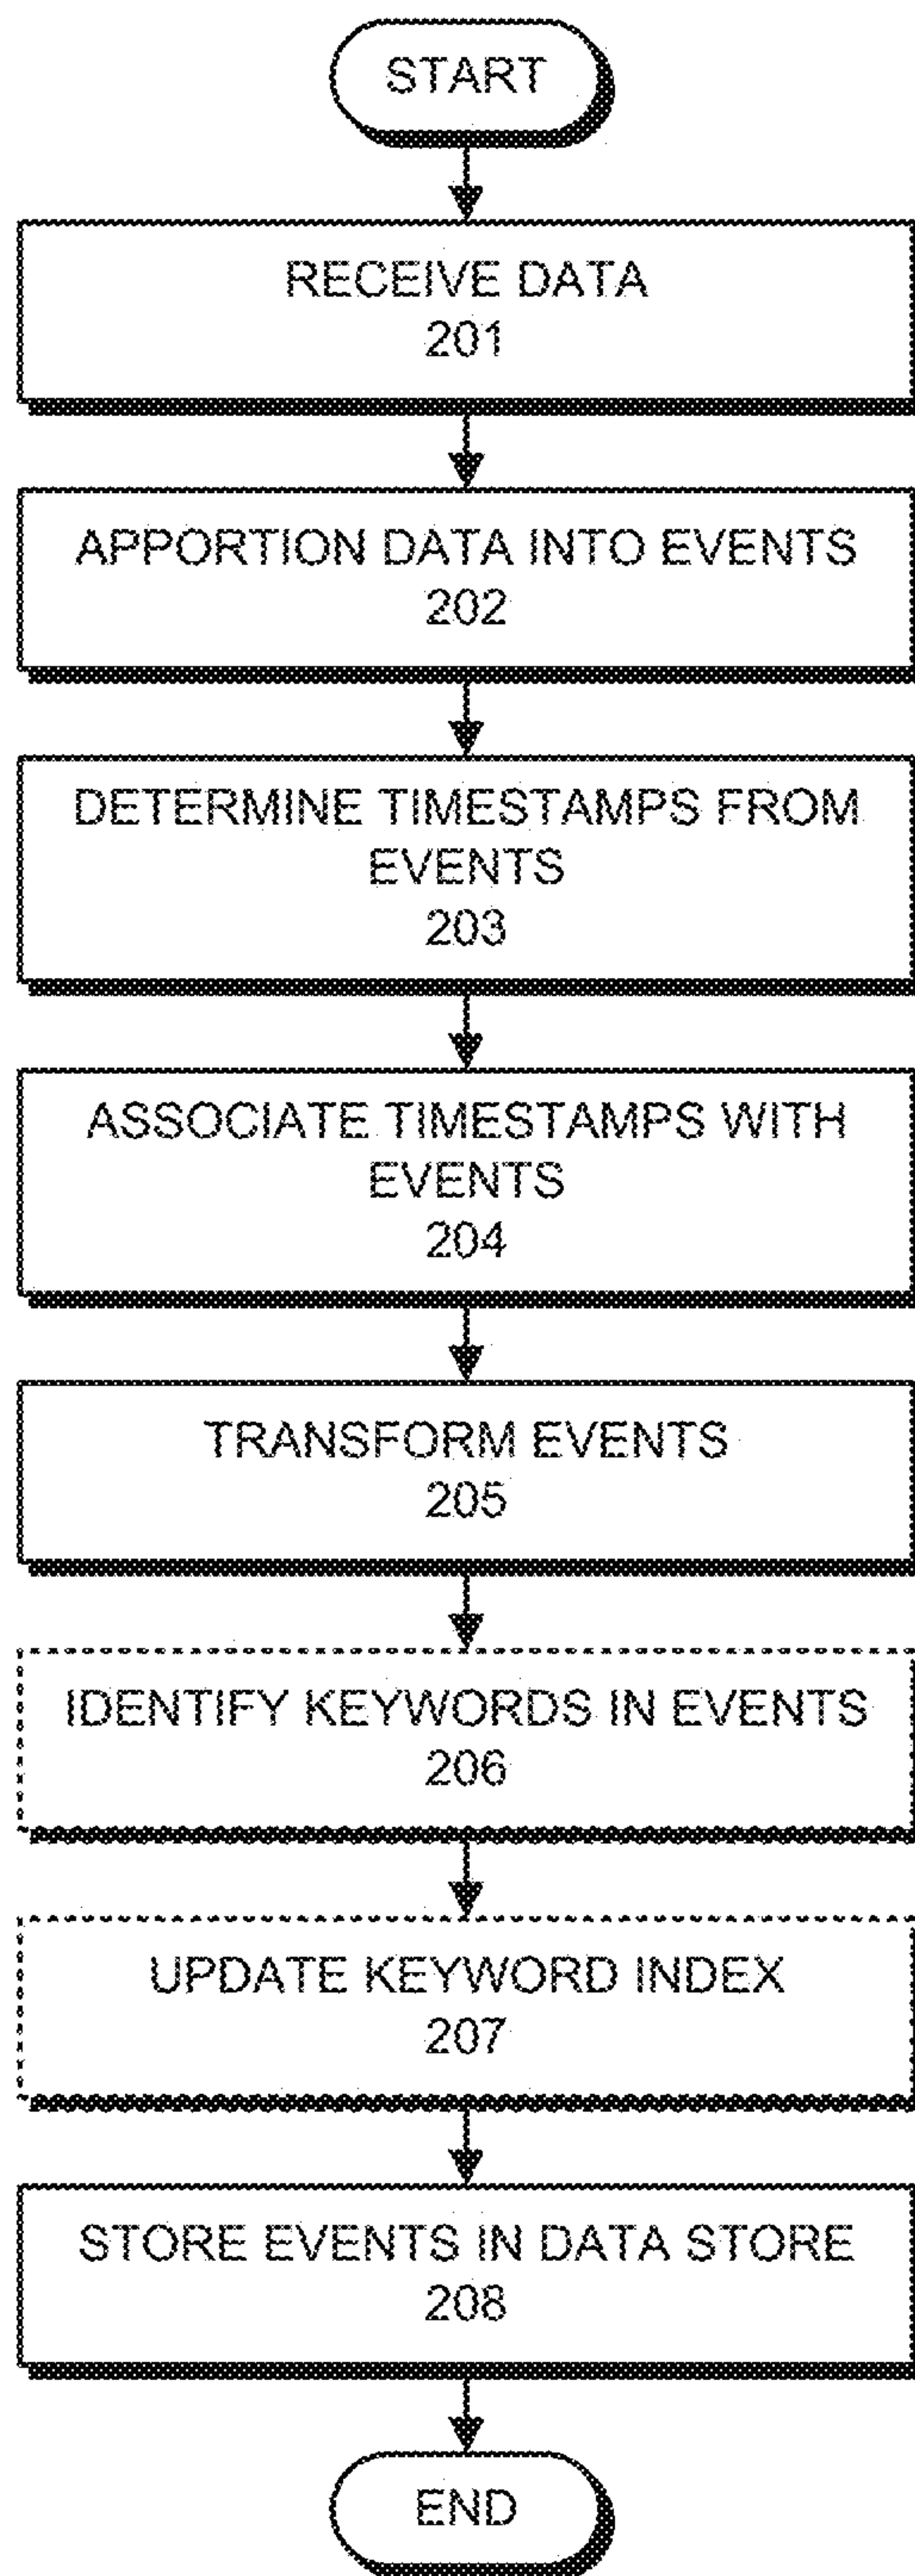 START
RECEIVE DATA
201
APPORTION DATA INTO EVENTS
202
DETERMINE TIMESTAMPS FROM
EVENTS
203
ASSOCIATE TIMESTAMPS WITH
EVENTS
204
TRANSFORM EVENTS
205
IDENTIFY KEYWORDS IN EVENTS
206
UPDATE KEYWORD INDEX
207
STORE EVENTS IN DATA STORE
208
END